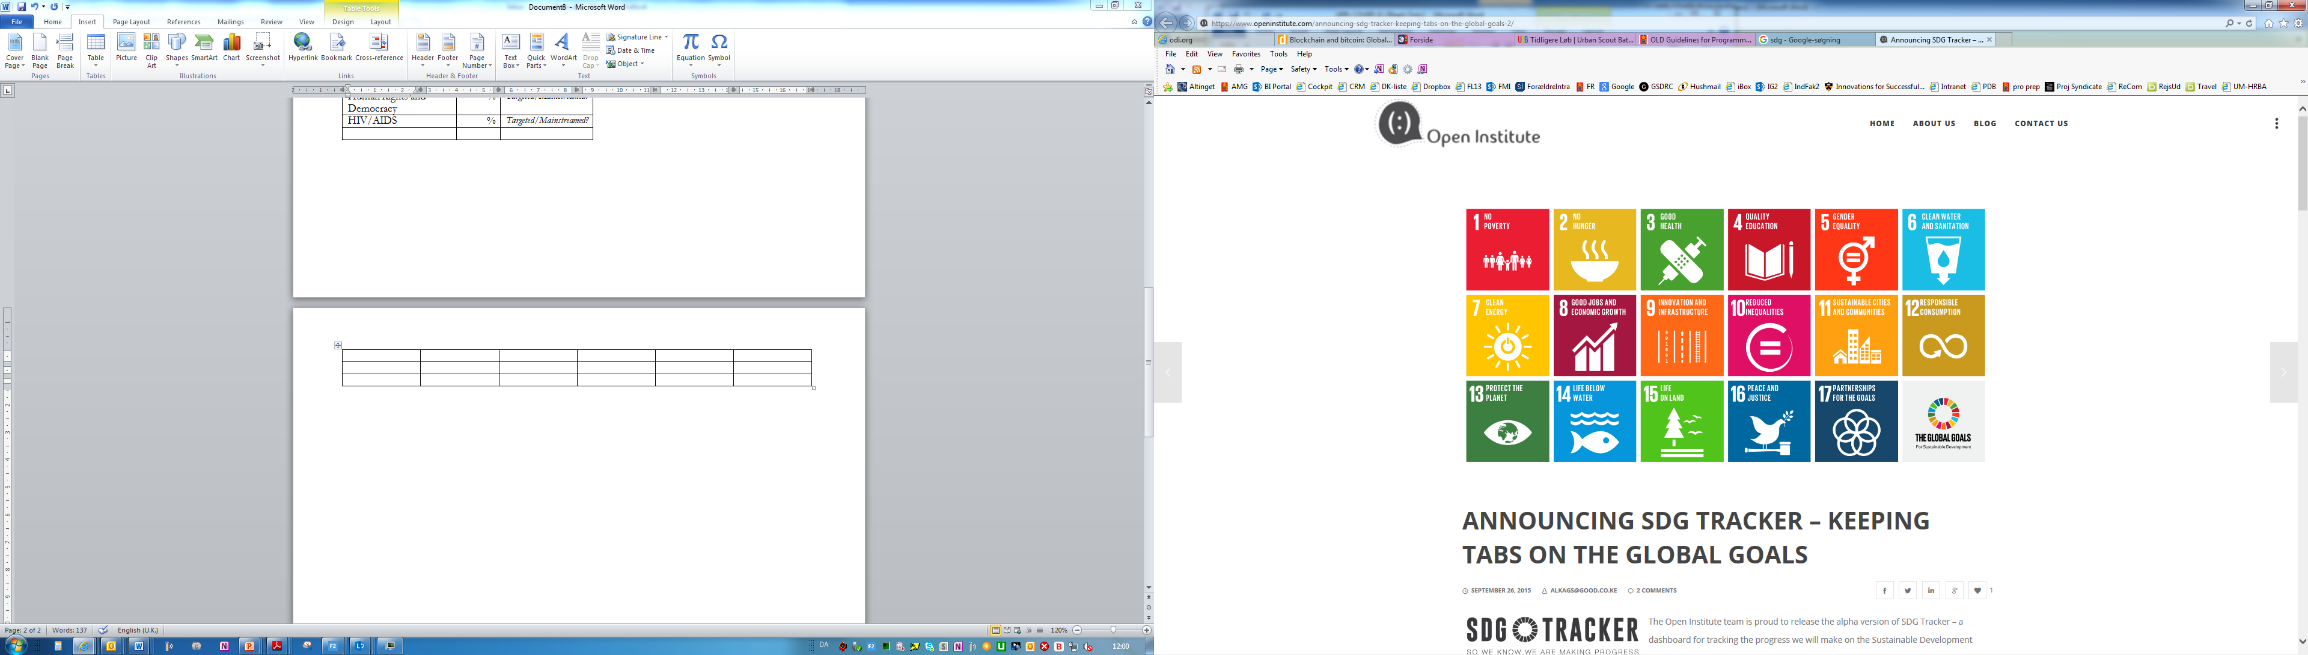 Document8 - Microsoft Word
Table Tools
File Home Insert Page Layout References Mailings Review View Design Layout
Cover Page Blank Page Page Break Table Picture Clip Art Shapes SmartArt Chart Screenshot Hyperlink Bookmark Cross-reference Header Footer Page Number Text Box Quick Parts WordArt Drop Cap Signature Line Date & Time Object Equation Symbol
Pages Tables Illustrations Links Header & Footer Text Symbols
Democracy
HIV/AIDS % Targeted/Mainstreamed?
Page: 2 of 2 Words: 137 English (U.K.) 120%
DA 12:00
https://www.openinstitute.com/announcing-sdg-tracker-keeping-tabs-on-the-global-goals-2/
odi.org Blockchain and bitcoin: Global... Forside Tidligere Løb | Urban Scout Bat... OLD Guidelines for Programm... sdg - Google-søgning Announcing SDG Tracker – ...
File Edit View Favorites Tools Help
Page Safety Tools
Altinget AMG BI Portal Cockpit CRM DK-liste Dropbox FL13 FMI ForældreIntra FR Google GSDRC Hushmail iBox IG2 IndFak2 Innovations for Successful... Intranet PDB pro prep Proj Syndicate ReCom RejsUd Travel UM-HRBA
Open Institute
HOME ABOUT US BLOG CONTACT US
1 NO POVERTY
2 NO HUNGER
3 GOOD HEALTH
4 QUALITY EDUCATION
5 GENDER EQUALITY
6 CLEAN WATER AND SANITATION
7 CLEAN ENERGY
8 GOOD JOBS AND ECONOMIC GROWTH
9 INNOVATION AND INFRASTRUCTURE
10 REDUCED INEQUALITIES
11 SUSTAINABLE CITIES AND COMMUNITIES
12 RESPONSIBLE CONSUMPTION
13 PROTECT THE PLANET
14 LIFE BELOW WATER
15 LIFE ON LAND
16 PEACE AND JUSTICE
17 PARTNERSHIPS FOR THE GOALS
THE GLOBAL GOALS
For Sustainable Development
ANNOUNCING SDG TRACKER – KEEPING
TABS ON THE GLOBAL GOALS
SEPTEMBER 26, 2015 ALKAGS@GOOD.CO.KE 2 COMMENTS
1
SDG TRACKER
SO WE KNOW WE ARE MAKING PROGRESS
The Open Institute team is proud to release the alpha version of SDG Tracker – a
dashboard for tracking the progress we will make on the Sustainable Development